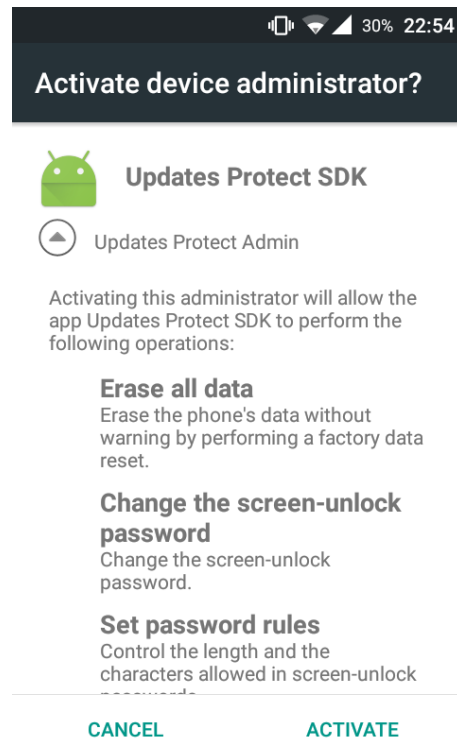 30% 22:54
Activate device administrator?
Updates Protect SDK
Updates Protect Admin
Activating this administrator will allow the
app Updates Protect SDK to perform the
following operations:
Erase all data
Erase the phone's data without
warning by performing a factory data
reset.
Change the screen-unlock
password
Change the screen-unlock
password.
Set password rules
Control the length and the
characters allowed in screen-unlock
CANCEL ACTIVATE